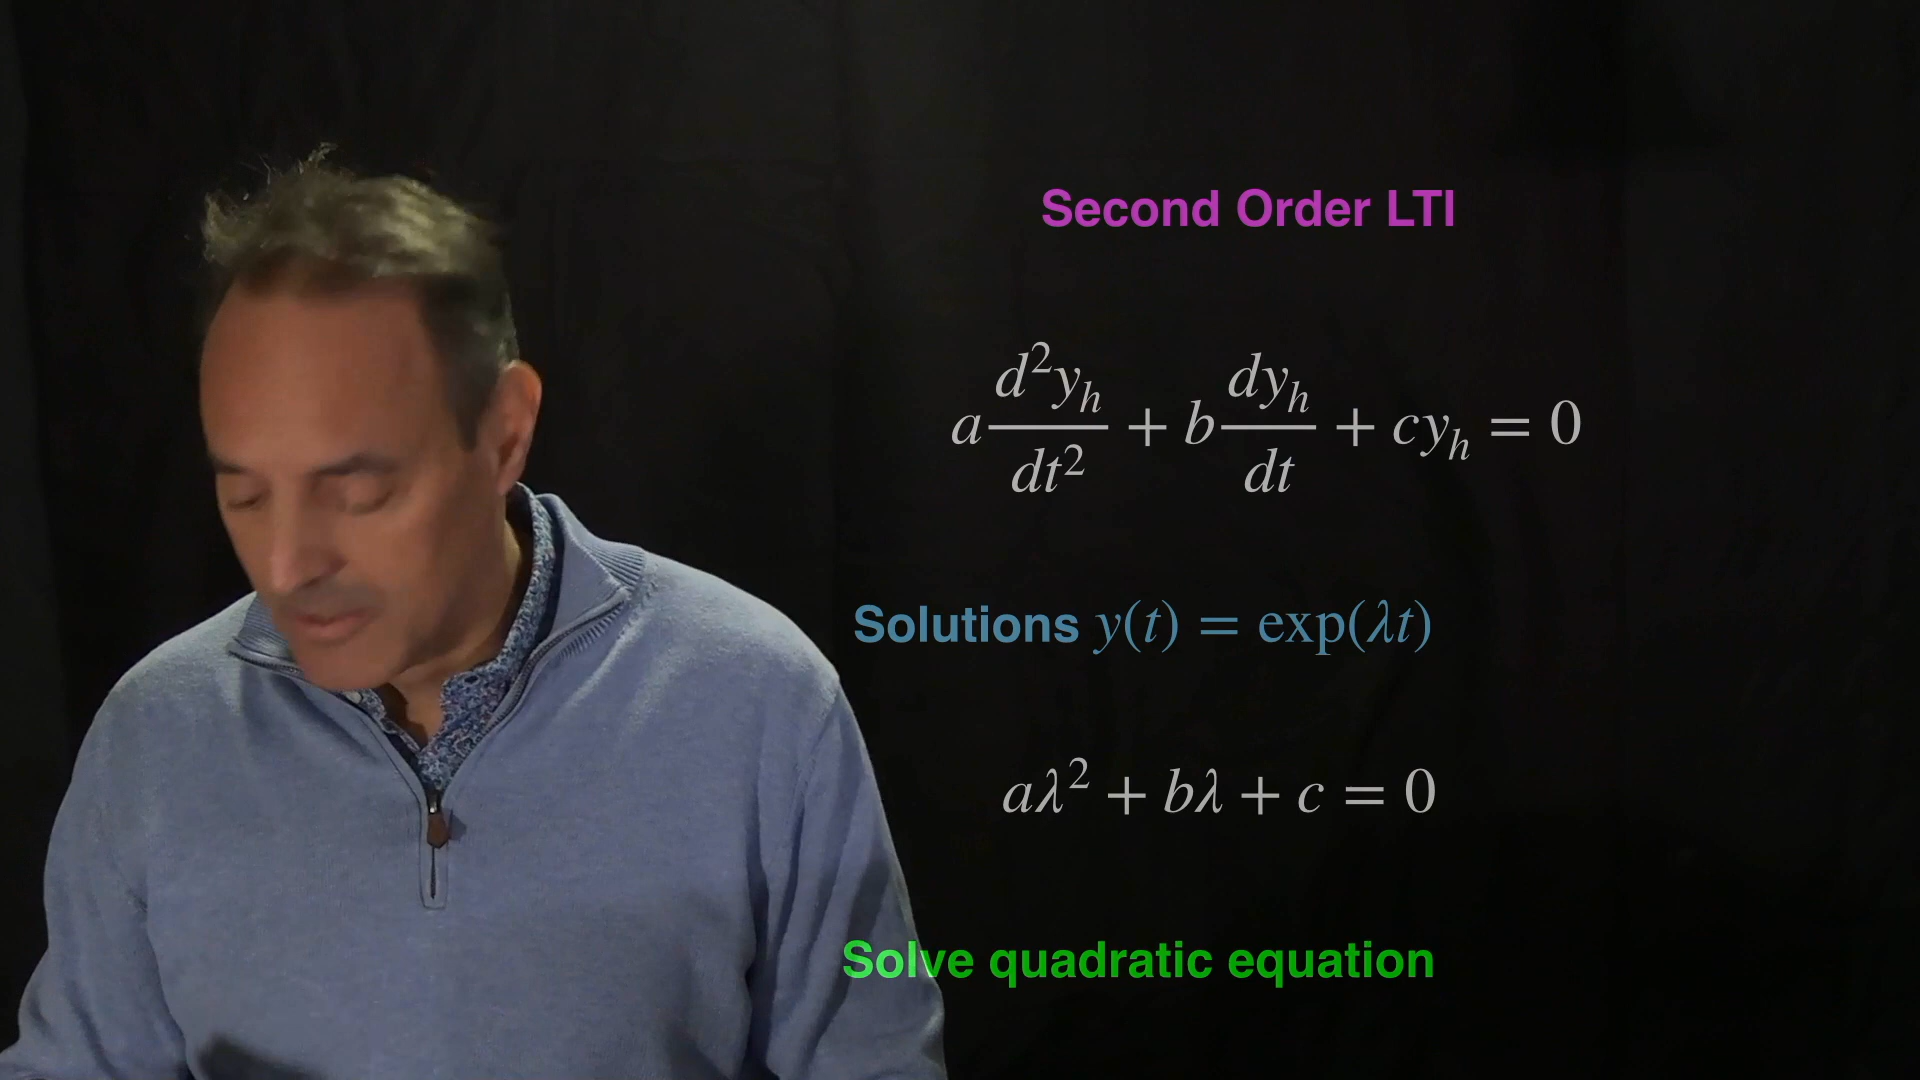 Second Order LTI
a d²y_h/dt² + b dy_h/dt + cy_h = 0
Solutions y(t) = exp(λt)
aλ² + bλ + c = 0
Solve quadratic equation